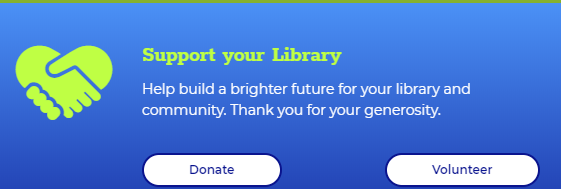 Support your Library
Help build a brighter future for your library and
community. Thank you for your generosity.
Donate
Volunteer